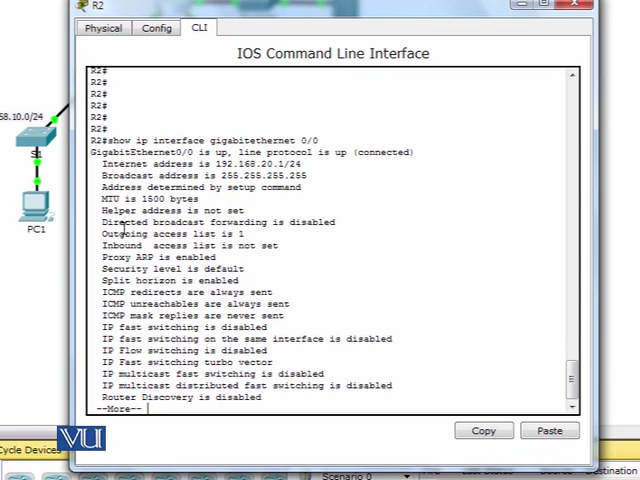 R2
Physical Config CLI
IOS Command Line Interface
R2#
R2#
R2#
R2#
R2#
R2#
R2#show ip interface gigabitethernet 0/0
GigabitEthernet0/0 is up, line protocol is up (connected)
Internet address is 192.168.20.1/24
Broadcast address is 255.255.255.255
Address determined by setup command
MTU is 1500 bytes
Helper address is not set
Directed broadcast forwarding is disabled
Outgoing access list is 1
Inbound  access list is not set
Proxy ARP is enabled
Security level is default
Split horizon is enabled
ICMP redirects are always sent
ICMP unreachables are always sent
ICMP mask replies are never sent
IP fast switching is disabled
IP fast switching on the same interface is disabled
IP Flow switching is disabled
IP Fast switching turbo vector
IP multicast fast switching is disabled
IP multicast distributed fast switching is disabled
Router Discovery is disabled
--More--
Copy Paste
58.10.0/24
S1
PC1
VU
Cycle Devices
Scenario 0
Destination